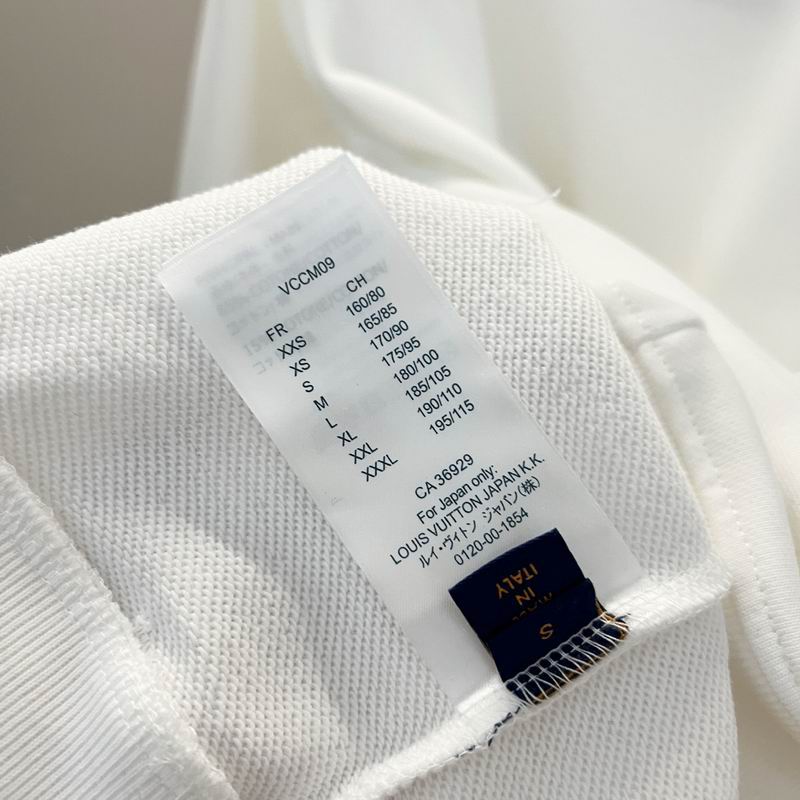 VCCM09
FR CH
XXS 160/80
XS 165/85
S 170/90
M 175/95
L 180/100
XL 185/105
XXL 190/110
XXXL 195/115
CA 36929
For Japan only:
LOUIS VUITTON JAPAN K.K.
ルイ・ヴィトン ジャパン(株)
0120-00-1854
IN
ITALY
S